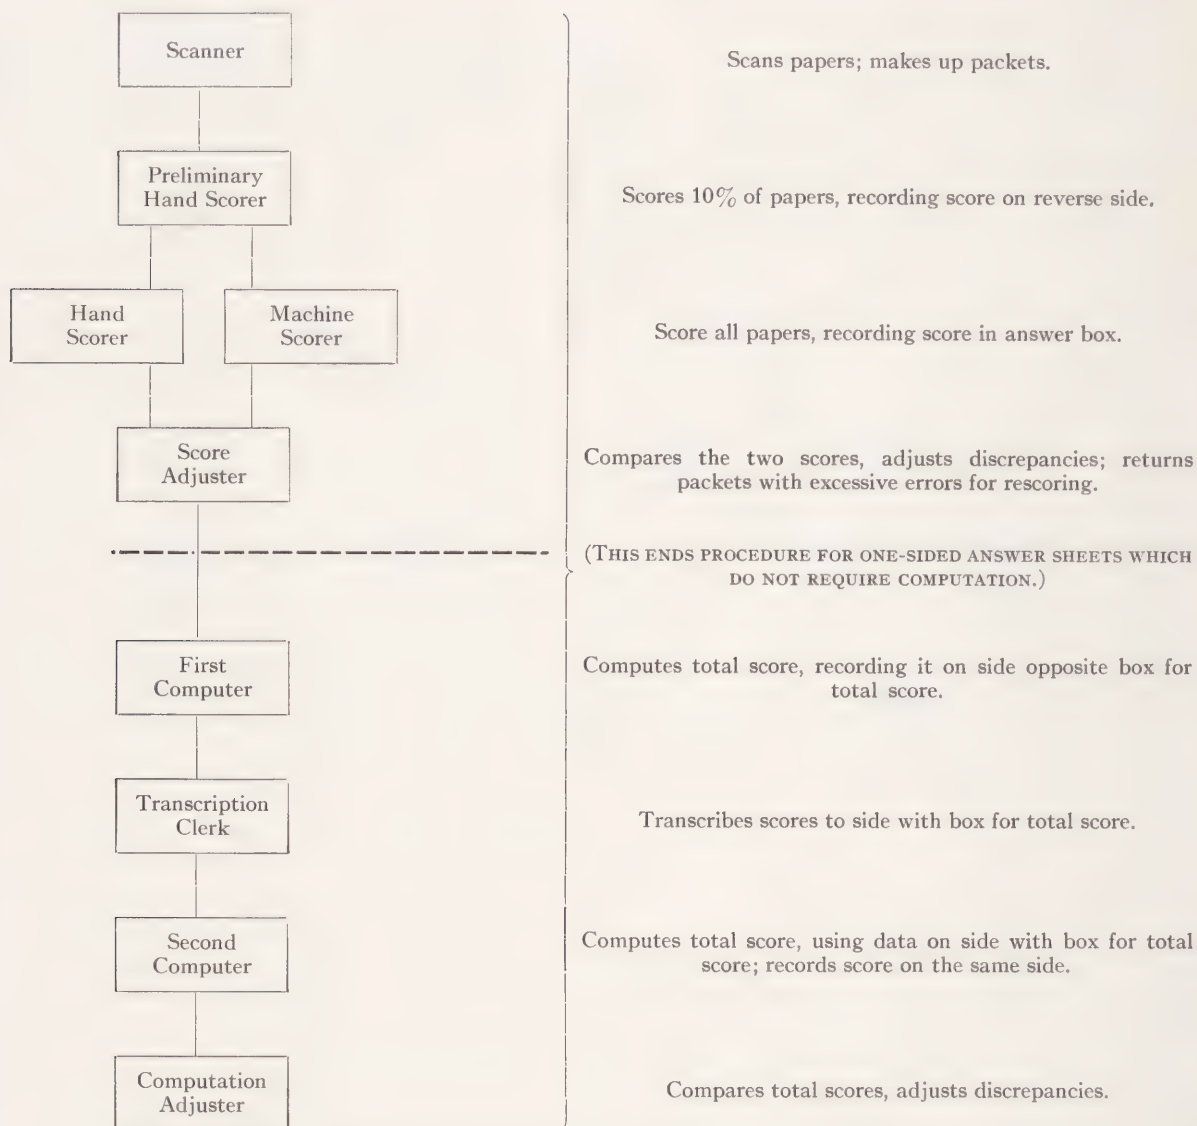 Scanner
Scans papers; makes up packets.
Preliminary
Hand Scorer
Scores 10% of papers, recording score on reverse side.
Hand
Scorer
Machine
Scorer
Score all papers, recording score in answer box.
Score
Adjuster
Compares the two scores, adjusts discrepancies; returns
packets with excessive errors for rescoring.
(THIS ENDS PROCEDURE FOR ONE-SIDED ANSWER SHEETS WHICH
DO NOT REQUIRE COMPUTATION.)
First
Computer
Computes total score, recording it on side opposite box for
total score.
Transcription
Clerk
Transcribes scores to side with box for total score.
Second
Computer
Computes total score, using data on side with box for total
score; records score on the same side.
Computation
Adjuster
Compares total scores, adjusts discrepancies.